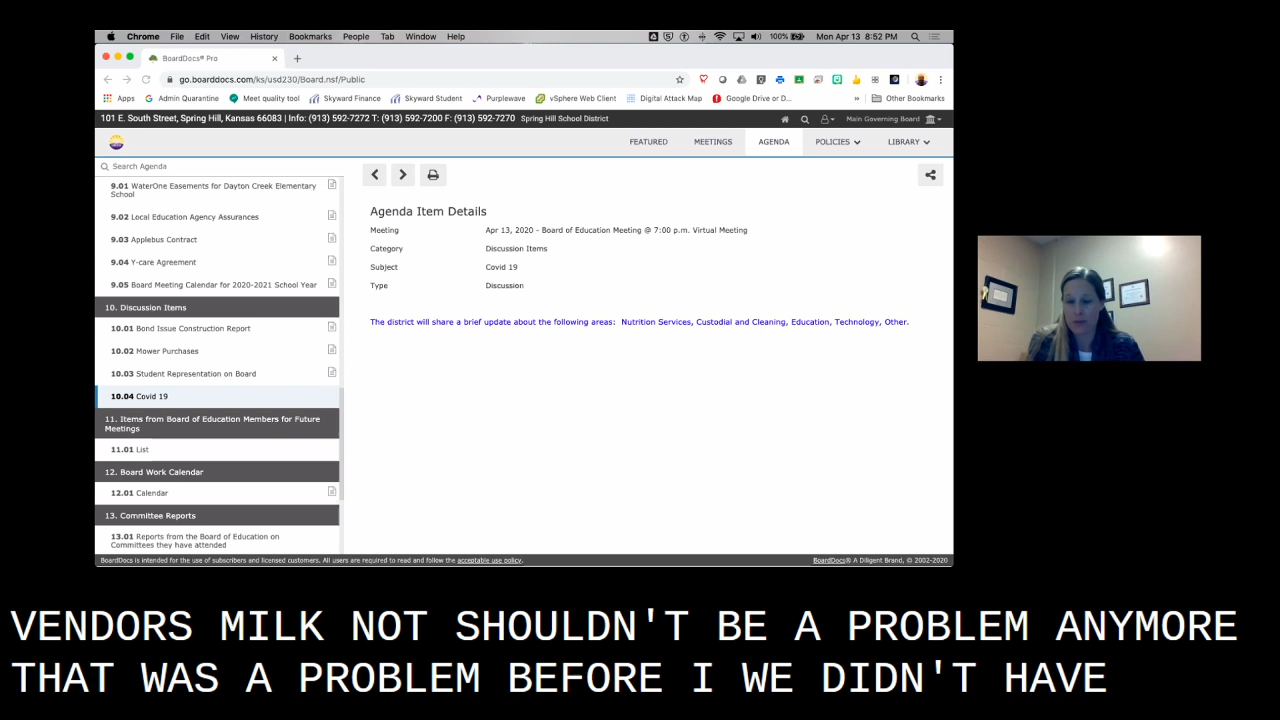 Chrome File Edit View History Bookmarks People Tab Window Help 100% Mon Apr 13 8:52 PM
BoardDocs® Pro
go.boarddocs.com/ks/usd230/Board.nsf/Public
Apps Admin Quarantine Meet quality tool Skyward Finance Skyward Student Purplewave vSphere Web Client Digital Attack Map Google Drive or D... » Other Bookmarks
101 E. South Street, Spring Hill, Kansas 66083 | Info: (913) 592-7272 T: (913) 592-7200 F: (913) 592-7270 Spring Hill School District Main Governing Board
FEATURED MEETINGS AGENDA POLICIES LIBRARY
Search Agenda
9.01 WaterOne Easements for Dayton Creek Elementary
School
9.02 Local Education Agency Assurances
9.03 Applebus Contract
9.04 Y-care Agreement
9.05 Board Meeting Calendar for 2020-2021 School Year
10. Discussion Items
10.01 Bond Issue Construction Report
10.02 Mower Purchases
10.03 Student Representation on Board
10.04 Covid 19
11. Items from Board of Education Members for Future
Meetings
11.01 List
12. Board Work Calendar
12.01 Calendar
13. Committee Reports
13.01 Reports from the Board of Education on
Committees they have attended
Agenda Item Details
Meeting Apr 13, 2020 - Board of Education Meeting @ 7:00 p.m. Virtual Meeting
Category Discussion Items
Subject Covid 19
Type Discussion
The district will share a brief update about the following areas: Nutrition Services, Custodial and Cleaning, Education, Technology, Other.
BoardDocs is intended for the use of subscribers and licensed customers. All users are required to read and follow the acceptable use policy. BoardDocs® A Diligent Brand, © 2002-2020
VENDORS MILK NOT SHOULDN'T BE A PROBLEM ANYMORE
THAT WAS A PROBLEM BEFORE I WE DIDN'T HAVE